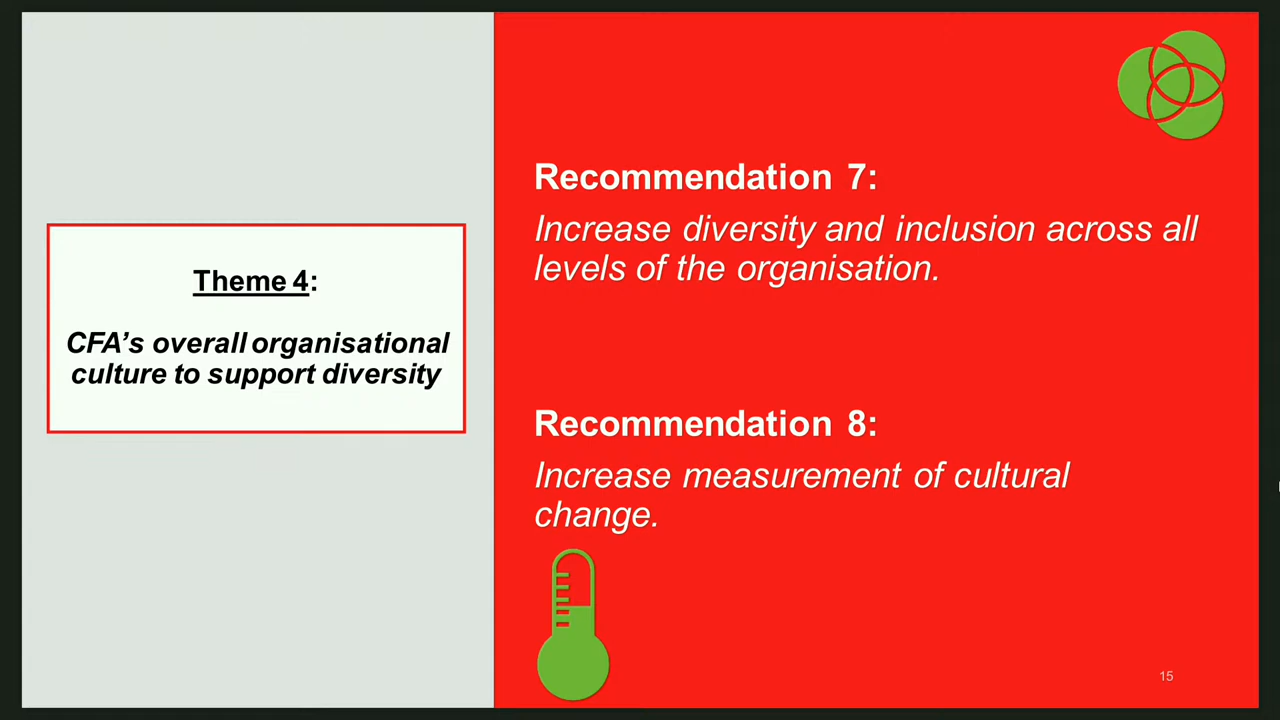 Theme 4:
CFA's overall organisational
culture to support diversity
Recommendation 7:
Increase diversity and inclusion across all
levels of the organisation.
Recommendation 8:
Increase measurement of cultural
change.
15